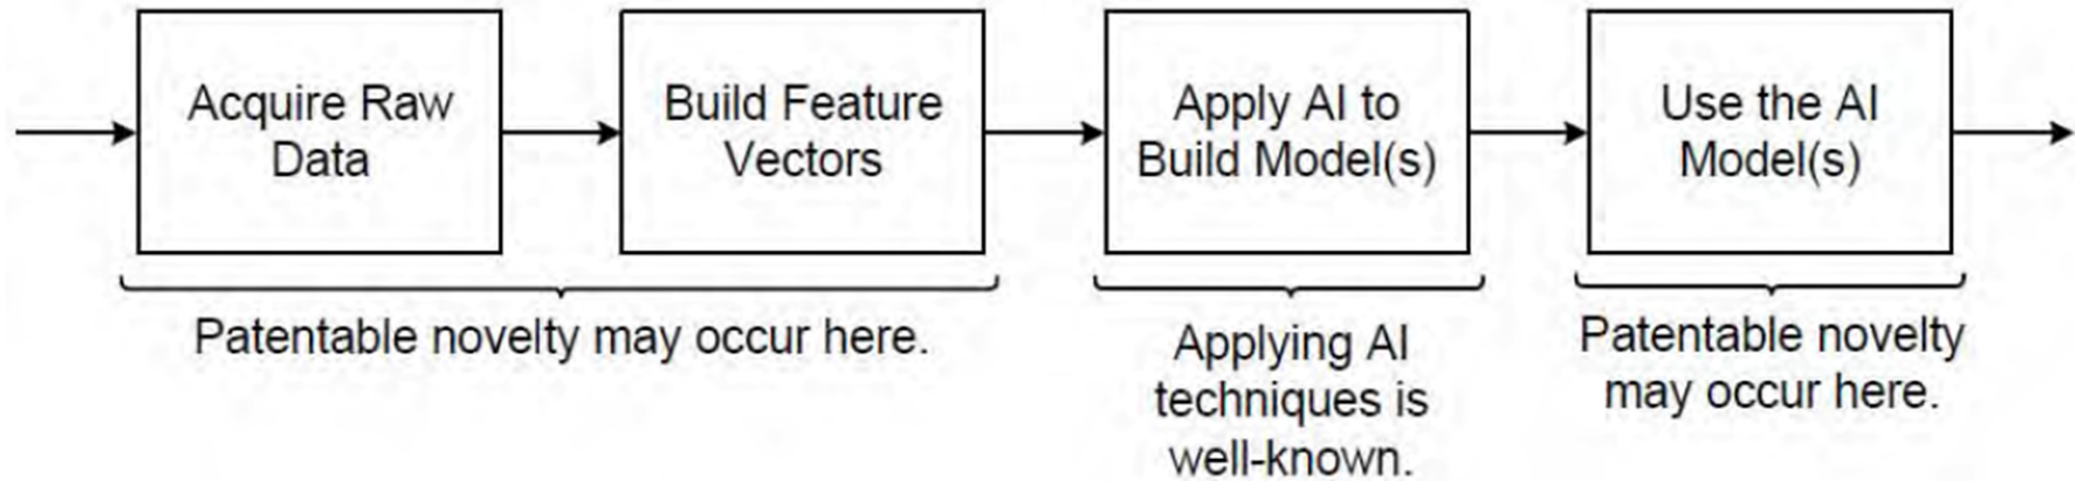 Acquire Raw
Data
Build Feature
Vectors
Apply AI to
Build Model(s)
Use the AI
Model(s)
Patentable novelty may occur here.
Applying AI
techniques is
well-known.
Patentable novelty
may occur here.